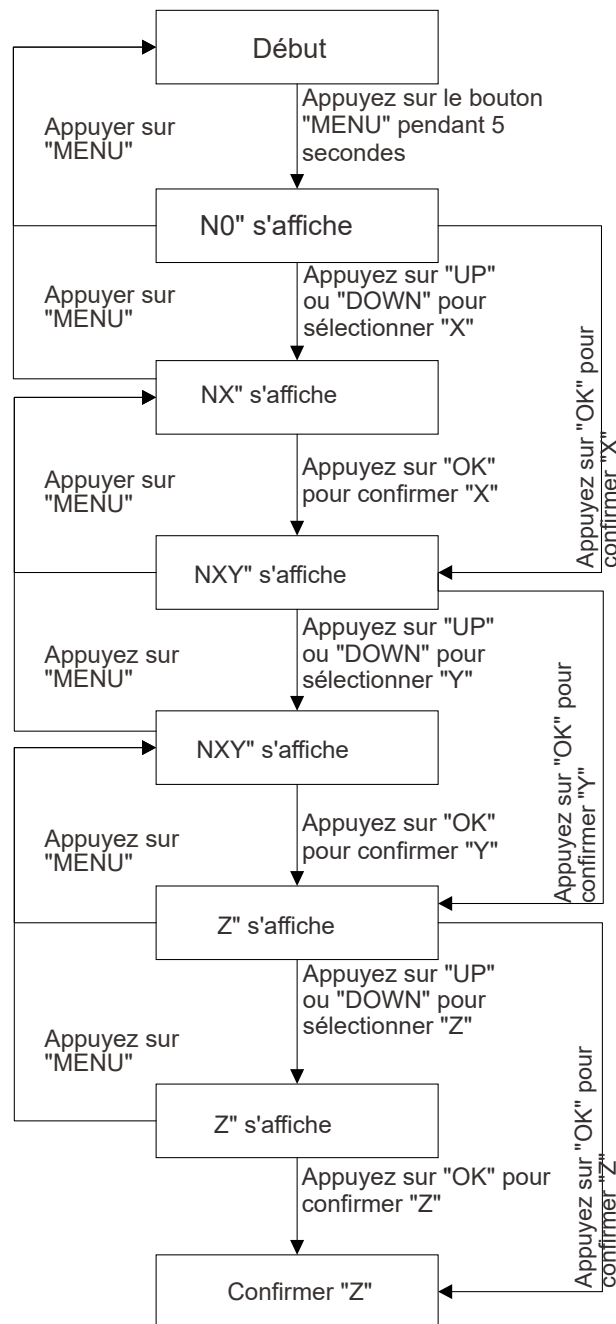 Début
Appuyez sur le bouton
"MENU" pendant 5
secondes
Appuyer sur
"MENU"
N0" s'affiche
Appuyez sur "UP"
ou "DOWN" pour
sélectionner "X"
Appuyer sur
"MENU"
NX" s'affiche
Appuyez sur "OK" pour
confirmer "X"
Appuyez sur "OK"
pour confirmer "X"
Appuyer sur
"MENU"
NXY" s'affiche
Appuyez sur "UP"
ou "DOWN" pour
sélectionner "Y"
Appuyez sur
"MENU"
NXY" s'affiche
Appuyez sur "OK" pour
confirmer "Y"
Appuyez sur "OK"
pour confirmer "Y"
Appuyez sur
"MENU"
Z" s'affiche
Appuyez sur "UP"
ou "DOWN" pour
sélectionner "Z"
Appuyez sur
"MENU"
Z" s'affiche
Appuyez sur "OK" pour
confirmer "Z"
Appuyez sur "OK" pour
confirmer "Z"
Confirmer "Z"